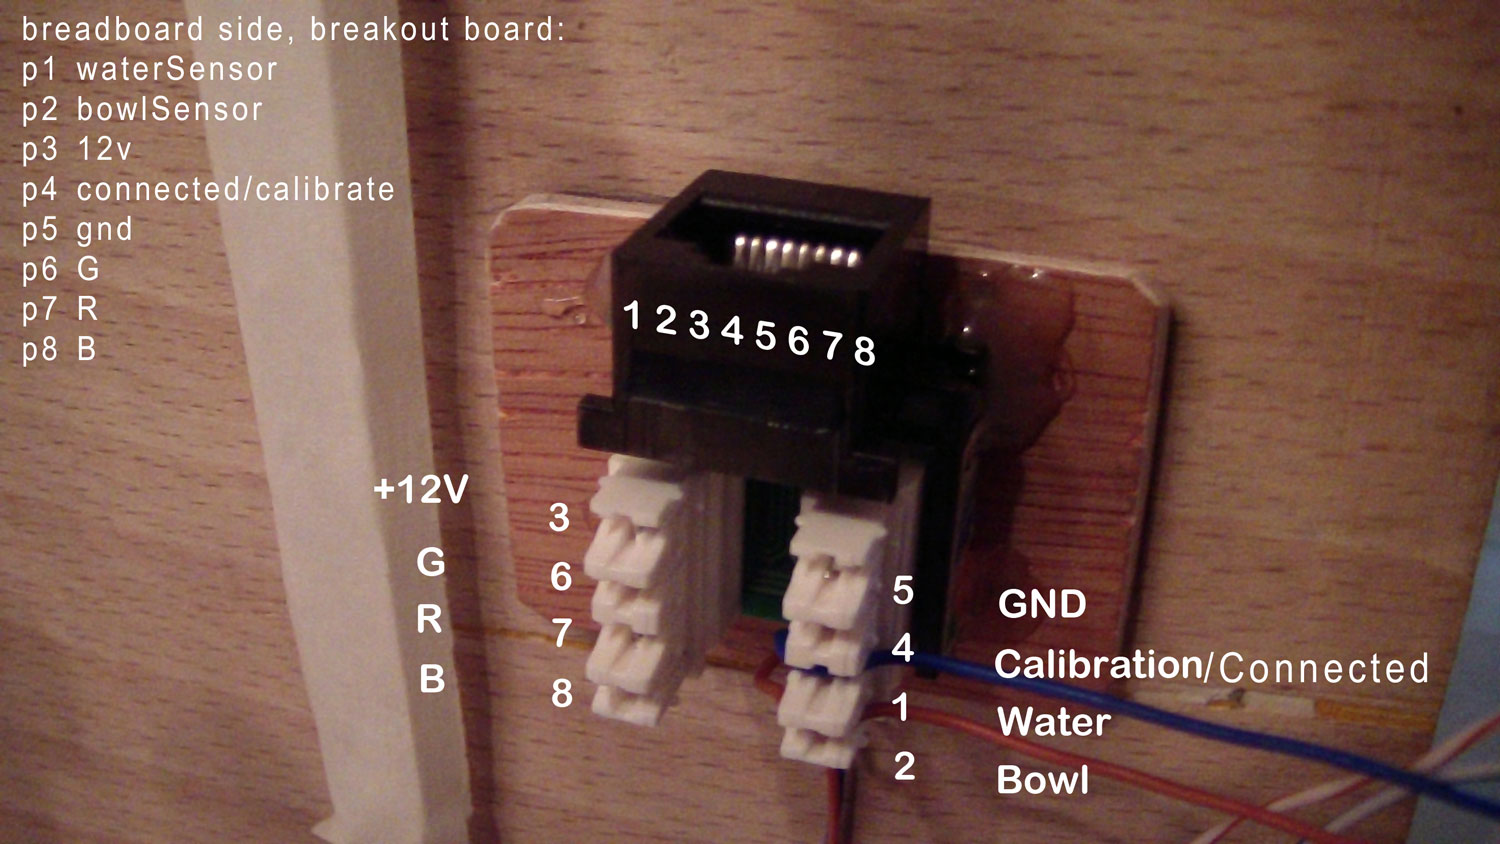 breadboard side, breakout board:
p1 waterSensor
p2 bowlSensor
p3 12v
p4 connected/calibrate
p5 gnd
p6 G
p7 R
p8 B
1 2 3 4 5 6 7 8
+12V 3
G 6
R 7
B 8
5 GND
4 Calibration/Connected
1 Water
2 Bowl